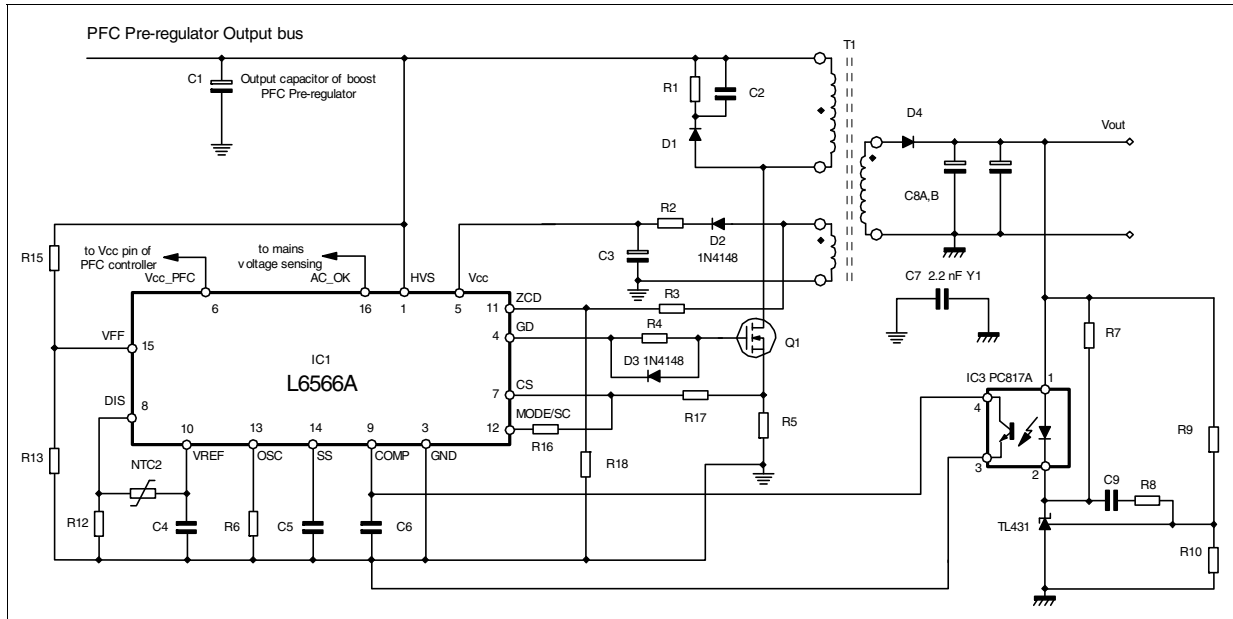 PFC Pre-regulator Output bus
T1
C1
Output capacitor of boost
PFC Pre-regulator
R1
C2
D1
D4
Vout
C8A,B
R2
D2
1N4148
C3
C7 2.2 nF Y1
R15
to Vcc pin of
PFC controller
Vcc_PFC
to mains
voltage sensing
AC_OK
HVS
Vcc
6
16
1
5
ZCD
11
R3
GD
4
R4
D3 1N4148
Q1
VFF
15
IC1
L6566A
CS
7
R17
DIS
8
MODE/SC
12
R16
R5
R7
IC3 PC817A
1
4
3
2
R9
R13
10
VREF
13
OSC
14
SS
9
COMP
3
GND
R18
NTC2
R12
C4
R6
C5
C6
C9
R8
TL431
R10